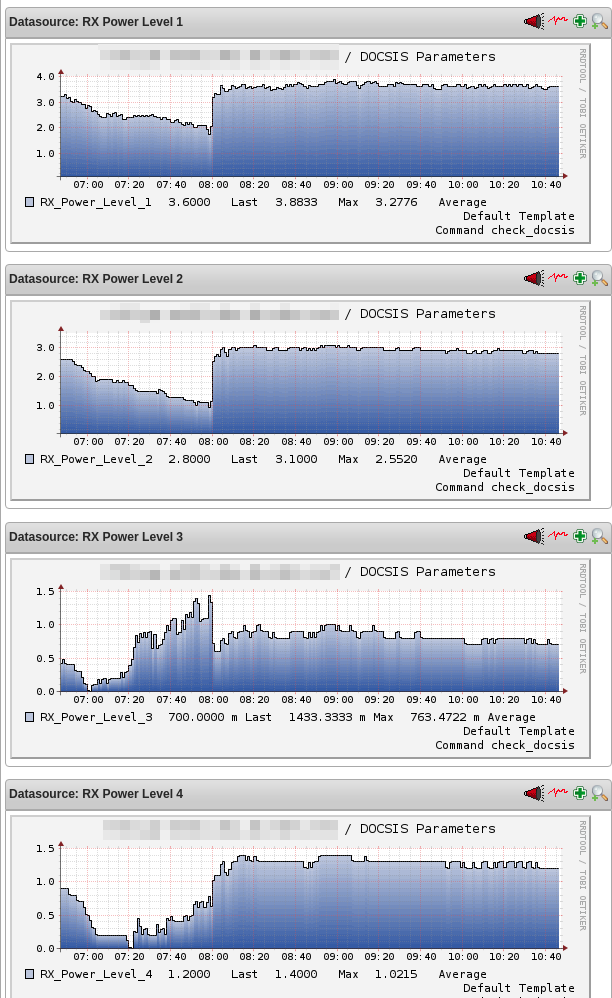 Datasource: RX Power Level 1
/ DOCSIS Parameters
RRDTOOL / TOBI OETIKER
4.0
3.0
2.0
1.0
07:00 07:20 07:40 08:00 08:20 08:40 09:00 09:20 09:40 10:00 10:20 10:40
RX_Power_Level_1 3.6000 Last 3.8833 Max 3.2776 Average
Default Template
Command check_docsis
Datasource: RX Power Level 2
/ DOCSIS Parameters
RRDTOOL / TOBI OETIKER
3.0
2.0
1.0
07:00 07:20 07:40 08:00 08:20 08:40 09:00 09:20 09:40 10:00 10:20 10:40
RX_Power_Level_2 2.8000 Last 3.1000 Max 2.5520 Average
Default Template
Command check_docsis
Datasource: RX Power Level 3
/ DOCSIS Parameters
RRDTOOL / TOBI OETIKER
1.5
1.0
0.5
0.0
07:00 07:20 07:40 08:00 08:20 08:40 09:00 09:20 09:40 10:00 10:20 10:40
RX_Power_Level_3 700.0000 m Last 1433.3333 m Max 763.4722 m Average
Default Template
Command check_docsis
Datasource: RX Power Level 4
/ DOCSIS Parameters
RRDTOOL / TOBI OETIKER
1.5
1.0
0.5
0.0
07:00 07:20 07:40 08:00 08:20 08:40 09:00 09:20 09:40 10:00 10:20 10:40
RX_Power_Level_4 1.2000 Last 1.4000 Max 1.0215 Average
Default Template